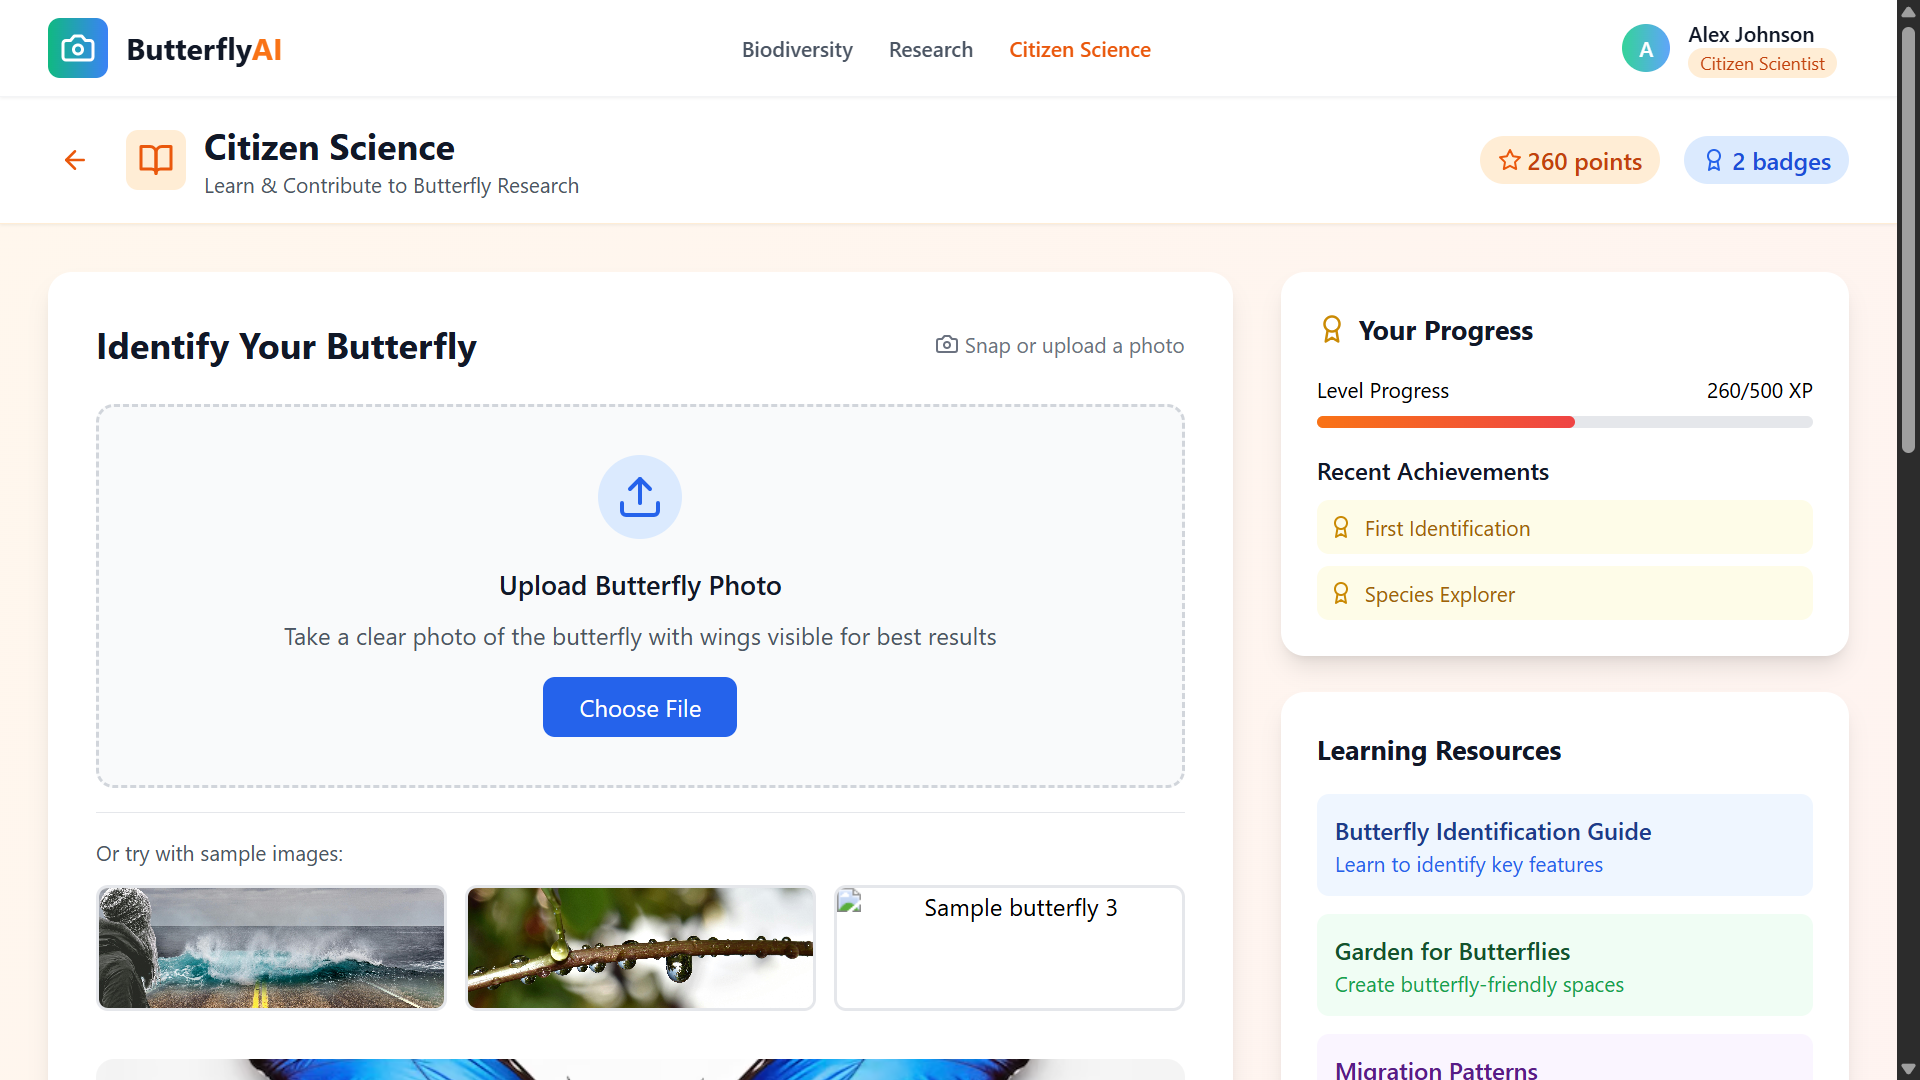 ButterflyAI
Biodiversity
Research
Citizen Science
A
Alex Johnson
Citizen Scientist
Citizen Science
Learn & Contribute to Butterfly Research
260 points
2 badges
Identify Your Butterfly
Snap or upload a photo
Upload Butterfly Photo
Take a clear photo of the butterfly with wings visible for best results
Choose File
Or try with sample images:
Sample butterfly 3
Your Progress
Level Progress
260/500 XP
Recent Achievements
First Identification
Species Explorer
Learning Resources
Butterfly Identification Guide
Learn to identify key features
Garden for Butterflies
Create butterfly-friendly spaces
Migration Patterns